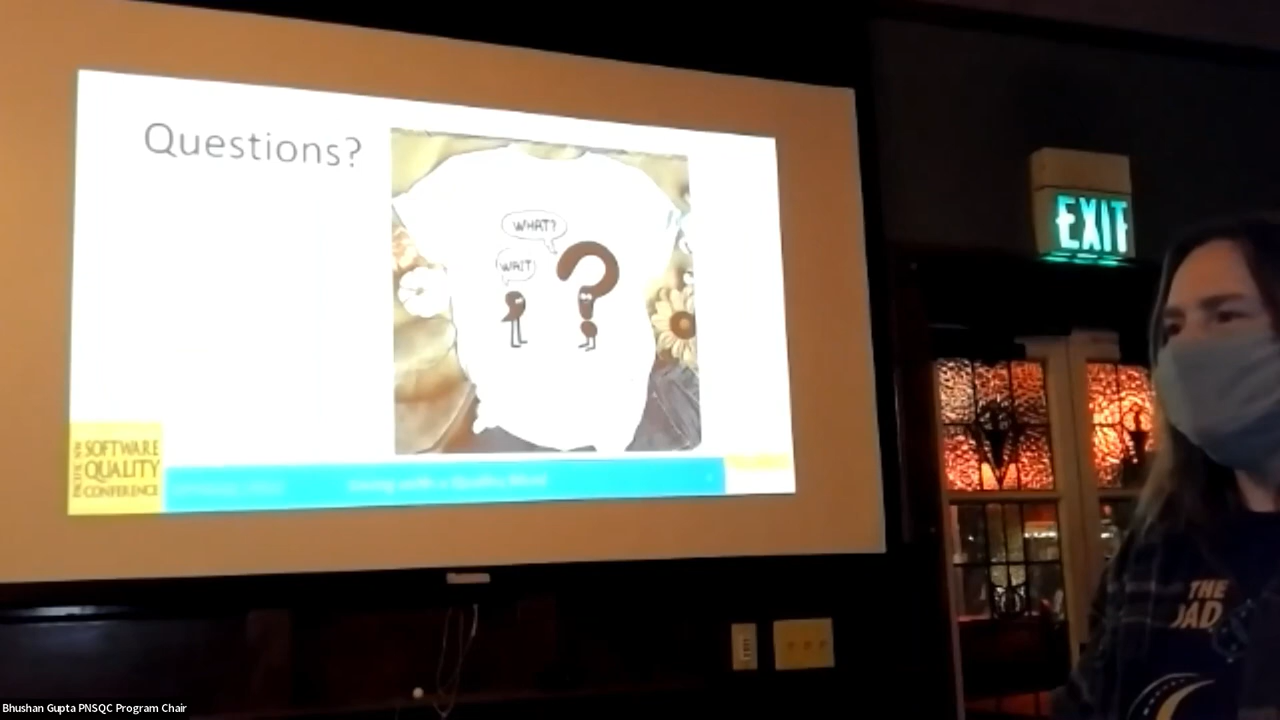 Questions?
WHAT?
WAIT
SOFTWARE
QUALITY
CONFERENCE
EXIT
THE
Bhushan Gupta PNSQC Program Chair